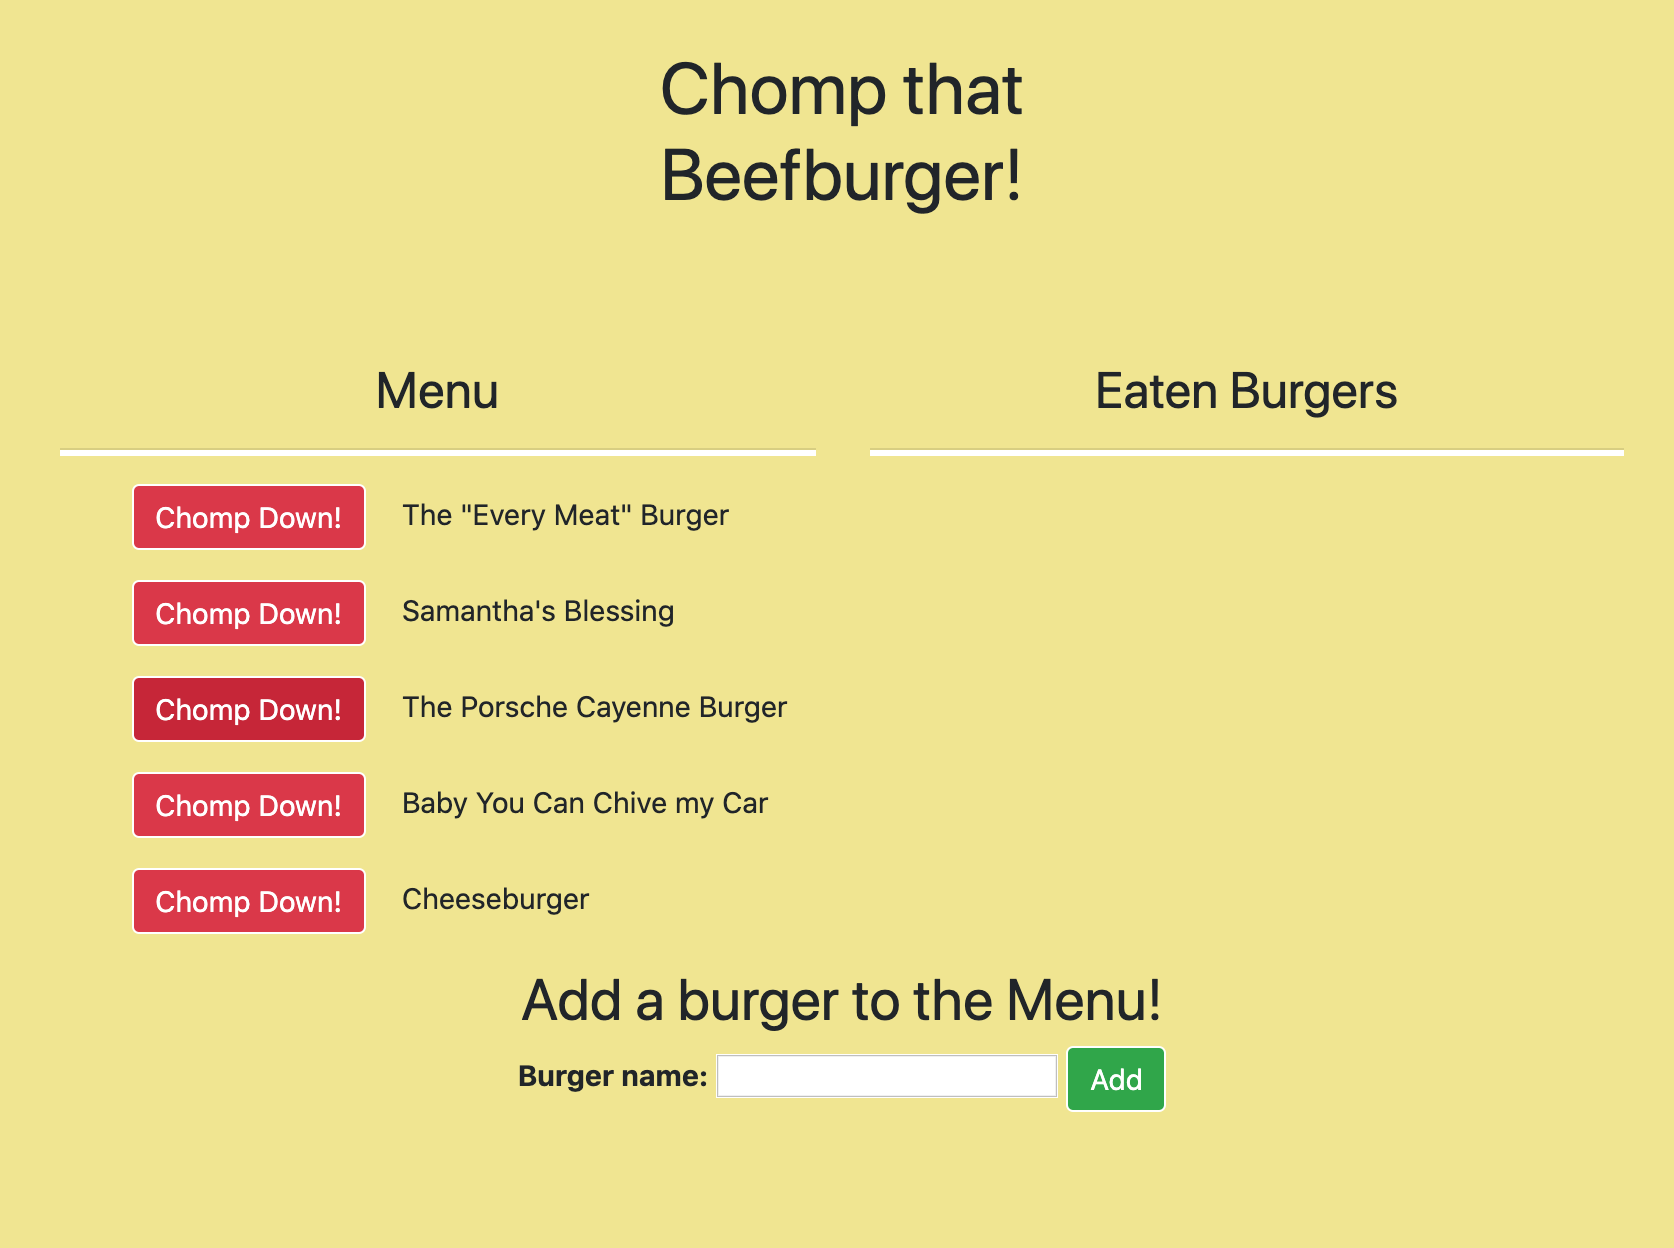 Chomp that
Beefburger!
Menu
Eaten Burgers
Chomp Down! The "Every Meat" Burger
Chomp Down! Samantha's Blessing
Chomp Down! The Porsche Cayenne Burger
Chomp Down! Baby You Can Chive my Car
Chomp Down! Cheeseburger
Add a burger to the Menu!
Burger name: Add